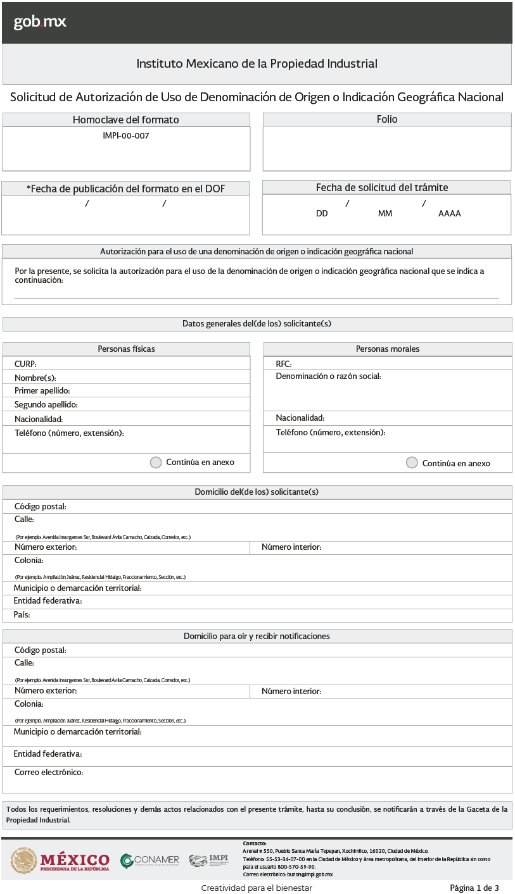 gob.mx
Instituto Mexicano de la Propiedad Industrial
Solicitud de Autorización de Uso de Denominación de Origen o Indicación Geográfica Nacional
Homoclave del formato
IMPI-00-007
Folio
*Fecha de publicación del formato en el DOF
/ /
Fecha de solicitud del trámite
/ /
DD MM AAAA
Autorización para el uso de una denominación de origen o indicación geográfica nacional
Por la presente, se solicita la autorización para el uso de la denominación de origen o indicación geográfica nacional que se indica a
continuación:
Datos generales del(de los) solicitante(s)
Personas físicas
CURP:
Nombre(s):
Primer apellido:
Segundo apellido:
Nacionalidad:
Teléfono (número, extensión):
Continúa en anexo
Personas morales
RFC:
Denominación o razón social:
Nacionalidad:
Teléfono (número, extensión):
Continúa en anexo
Domicilio del(de los) solicitante(s)
Código postal:
Calle:
(Por ejemplo: Avenida Insurgentes Sur, Boulevard Ávila Camacho, Calzada, Corredor, etc.)
Número exterior: Número interior:
Colonia:
(Por ejemplo: Ampliación Juárez, Residencial Hidalgo, Fraccionamiento, Sección, etc.)
Municipio o demarcación territorial:
Entidad federativa:
País:
Domicilio para oír y recibir notificaciones
Código postal:
Calle:
(Por ejemplo: Avenida Insurgentes Sur, Boulevard Ávila Camacho, Calzada, Corredor, etc.)
Número exterior: Número interior:
Colonia:
(Por ejemplo: Ampliación Juárez, Residencial Hidalgo, Fraccionamiento, Sección, etc.)
Municipio o demarcación territorial:
Entidad federativa:
Correo electrónico:
Todos los requerimientos, resoluciones y demás actos relacionados con el presente trámite, hasta su conclusión, se notificarán a través de la Gaceta de la
Propiedad Industrial.
MÉXICO
PRESIDENCIA DE LA REPÚBLICA
CONAMER
IMPI
Contacto:
Arenal # 550, Pueblo Santa María Tepepan, Xochimilco, 16020, Ciudad de México.
Teléfono: 55-53-34-07-00 en la Ciudad de México y área metropolitana, del interior de la República sin costo
para el usuario 800-570-59-90.
Correo electrónico: buzon@impi.gob.mx
Creatividad para el bienestar
Página 1 de 3